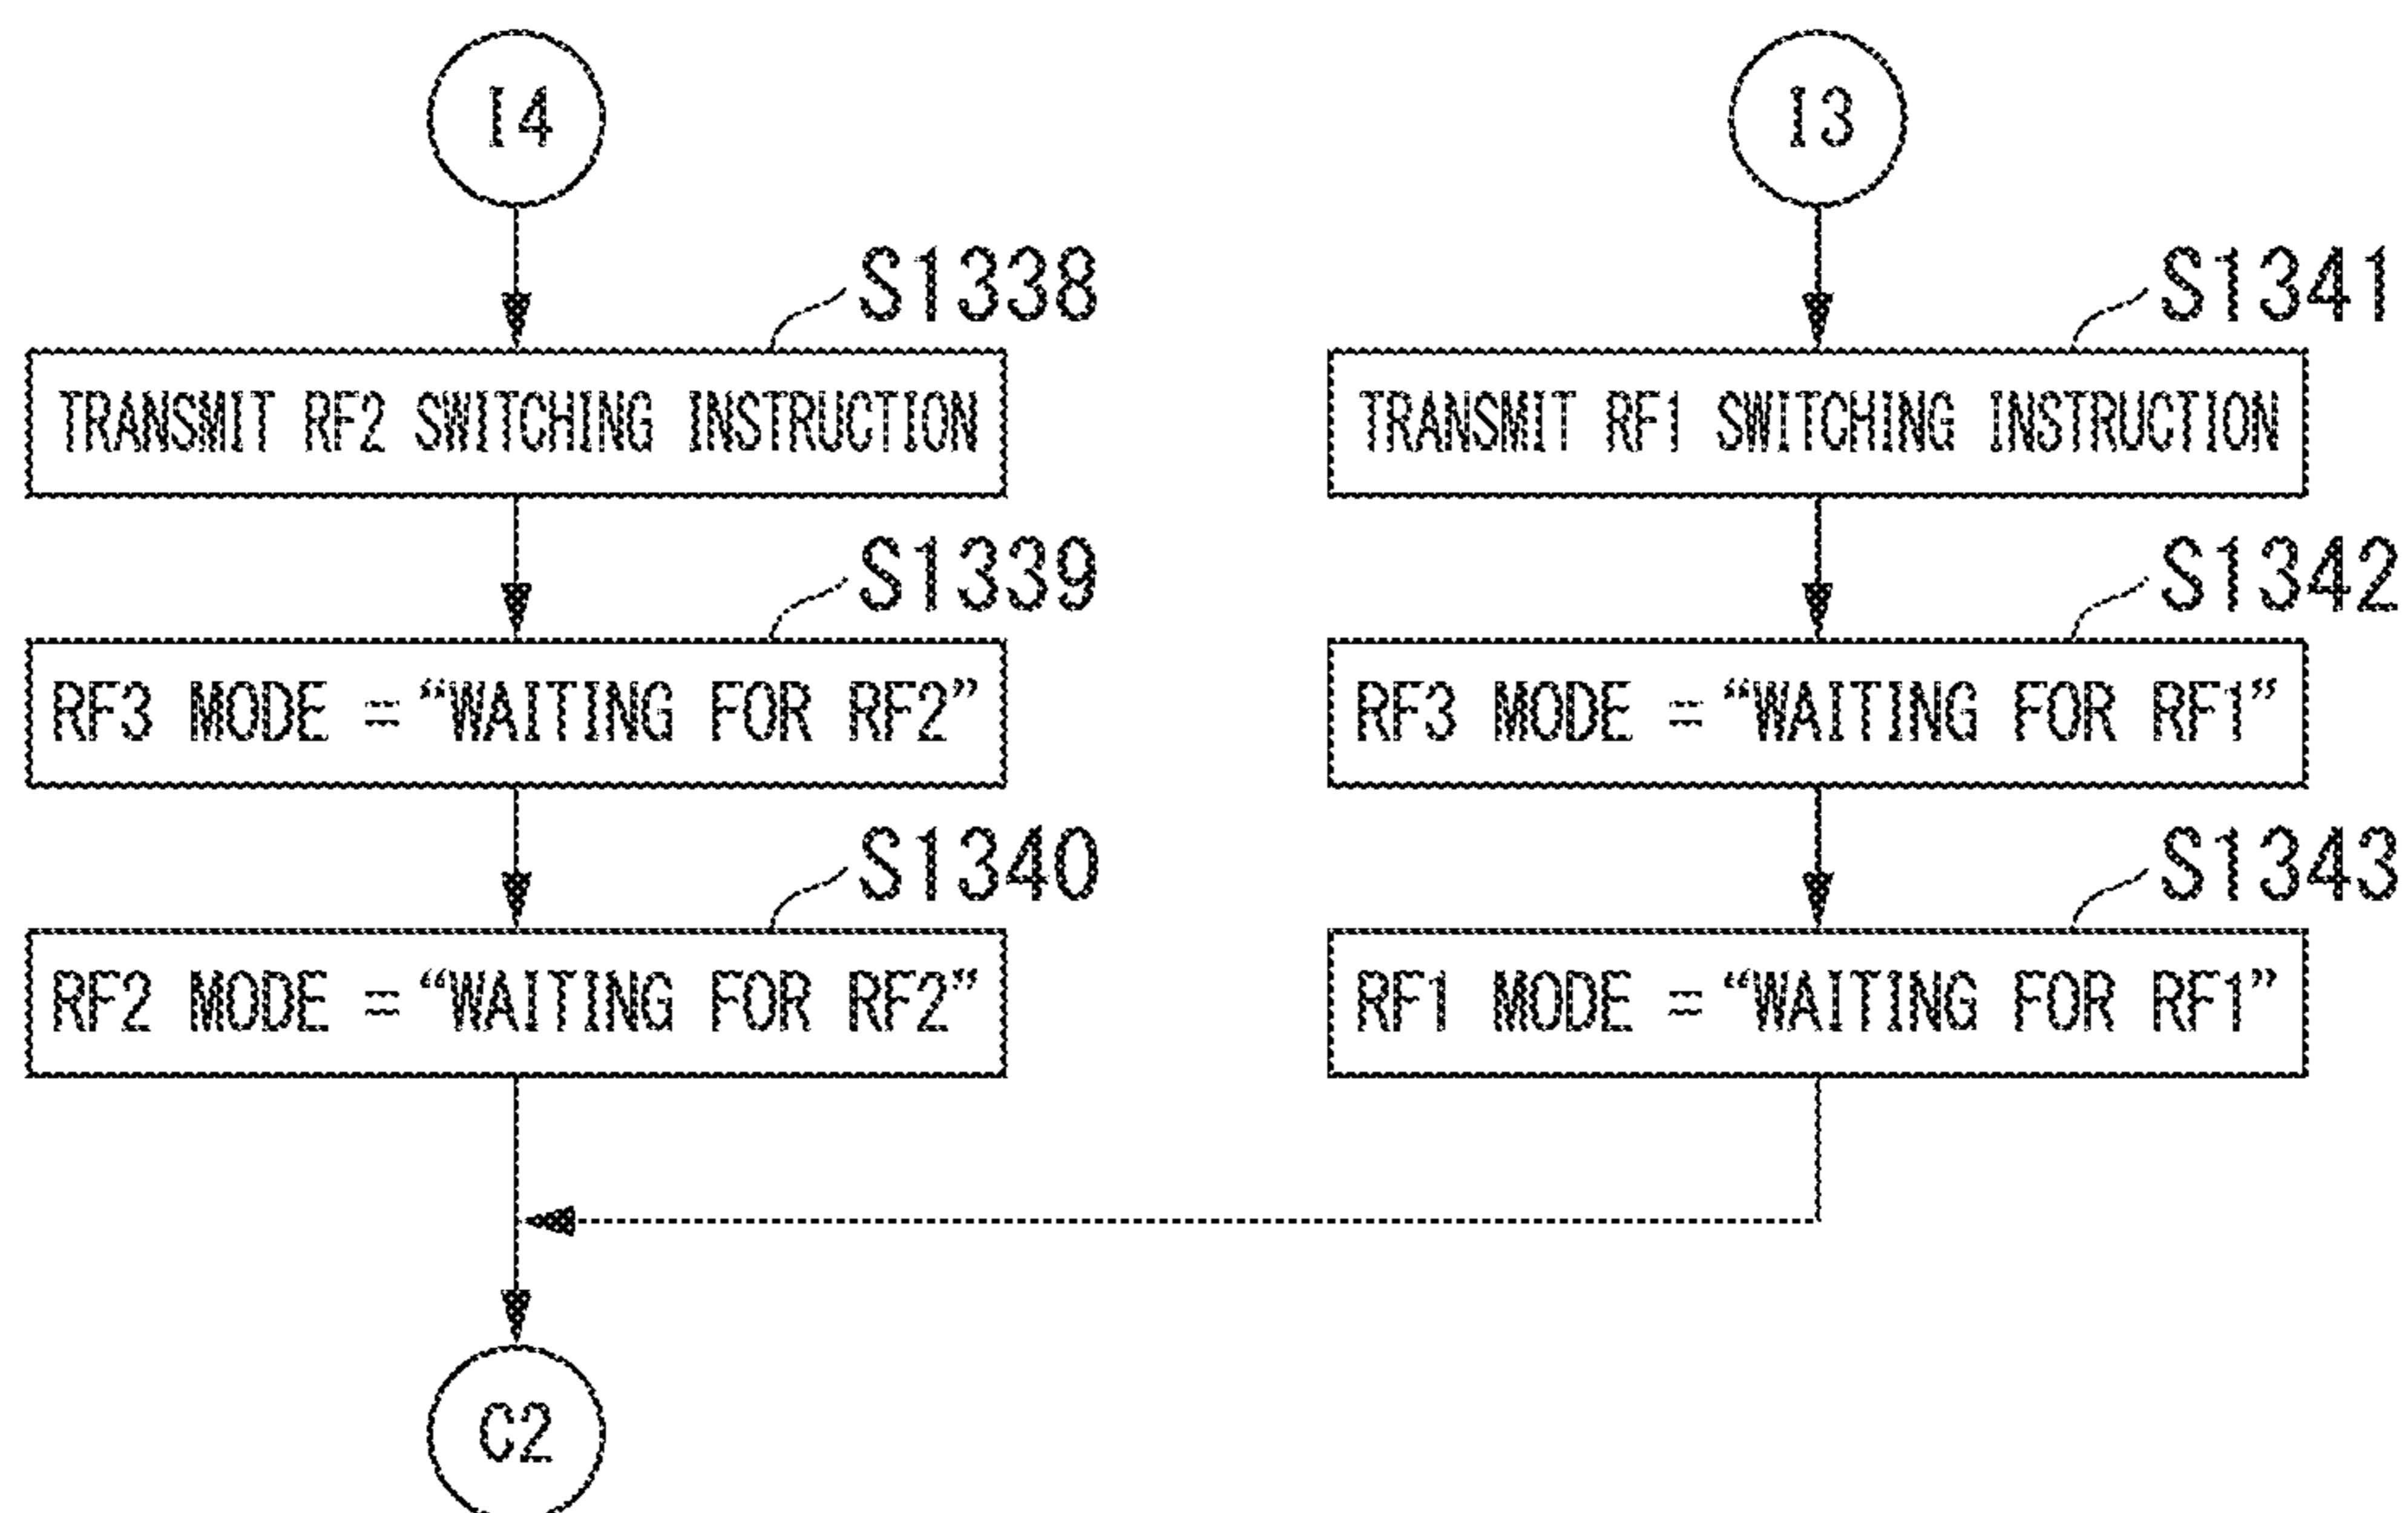 I4
S1338
TRANSMIT RF2 SWITCHING INSTRUCTION
S1339
RF3 MODE = “WAITING FOR RF2”
S1340
RF2 MODE = “WAITING FOR RF2”
C2
I3
S1341
TRANSMIT RF1 SWITCHING INSTRUCTION
S1342
RF3 MODE = “WAITING FOR RF1”
S1343
RF1 MODE = “WAITING FOR RF1”